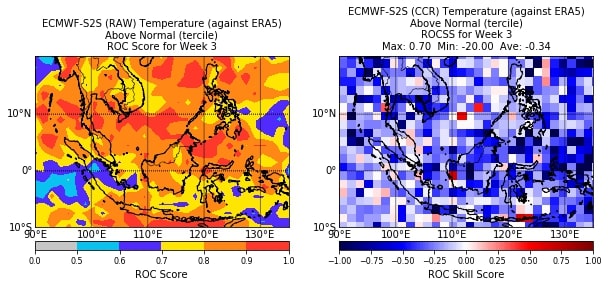 ECMWF-S2S (RAW) Temperature (against ERA5)
Above Normal (tercile)
ROC Score for Week 3
10°N
0°
10°S
90°E 100°E 110°E 120°E 130°E
0.0 0.5 0.6 0.7 0.8 0.9 1.0
ROC Score
ECMWF-S2S (CCR) Temperature (against ERA5)
Above Normal (tercile)
ROCSS for Week 3
Max: 0.70 Min: -20.00 Ave: -0.34
10°N
0°
10°S
90°E 100°E 110°E 120°E 130°E
−1.00 −0.75 −0.50 −0.25 0.00 0.25 0.50 0.75 1.00
ROC Skill Score